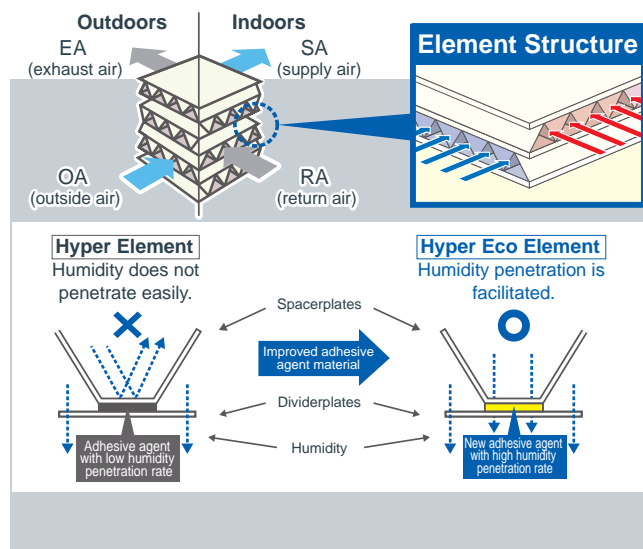 Outdoors
Indoors
EA
(exhaust air)
SA
(supply air)
OA
(outside air)
RA
(return air)
Element Structure
Hyper Element
Humidity does not
penetrate easily.
Hyper Eco Element
Humidity penetration is
facilitated.
Spacerplates
Improved adhesive
agent material
Dividerplates
Humidity
Adhesive agent
with low humidity
penetration rate
New adhesive agent
with high humidity
penetration rate